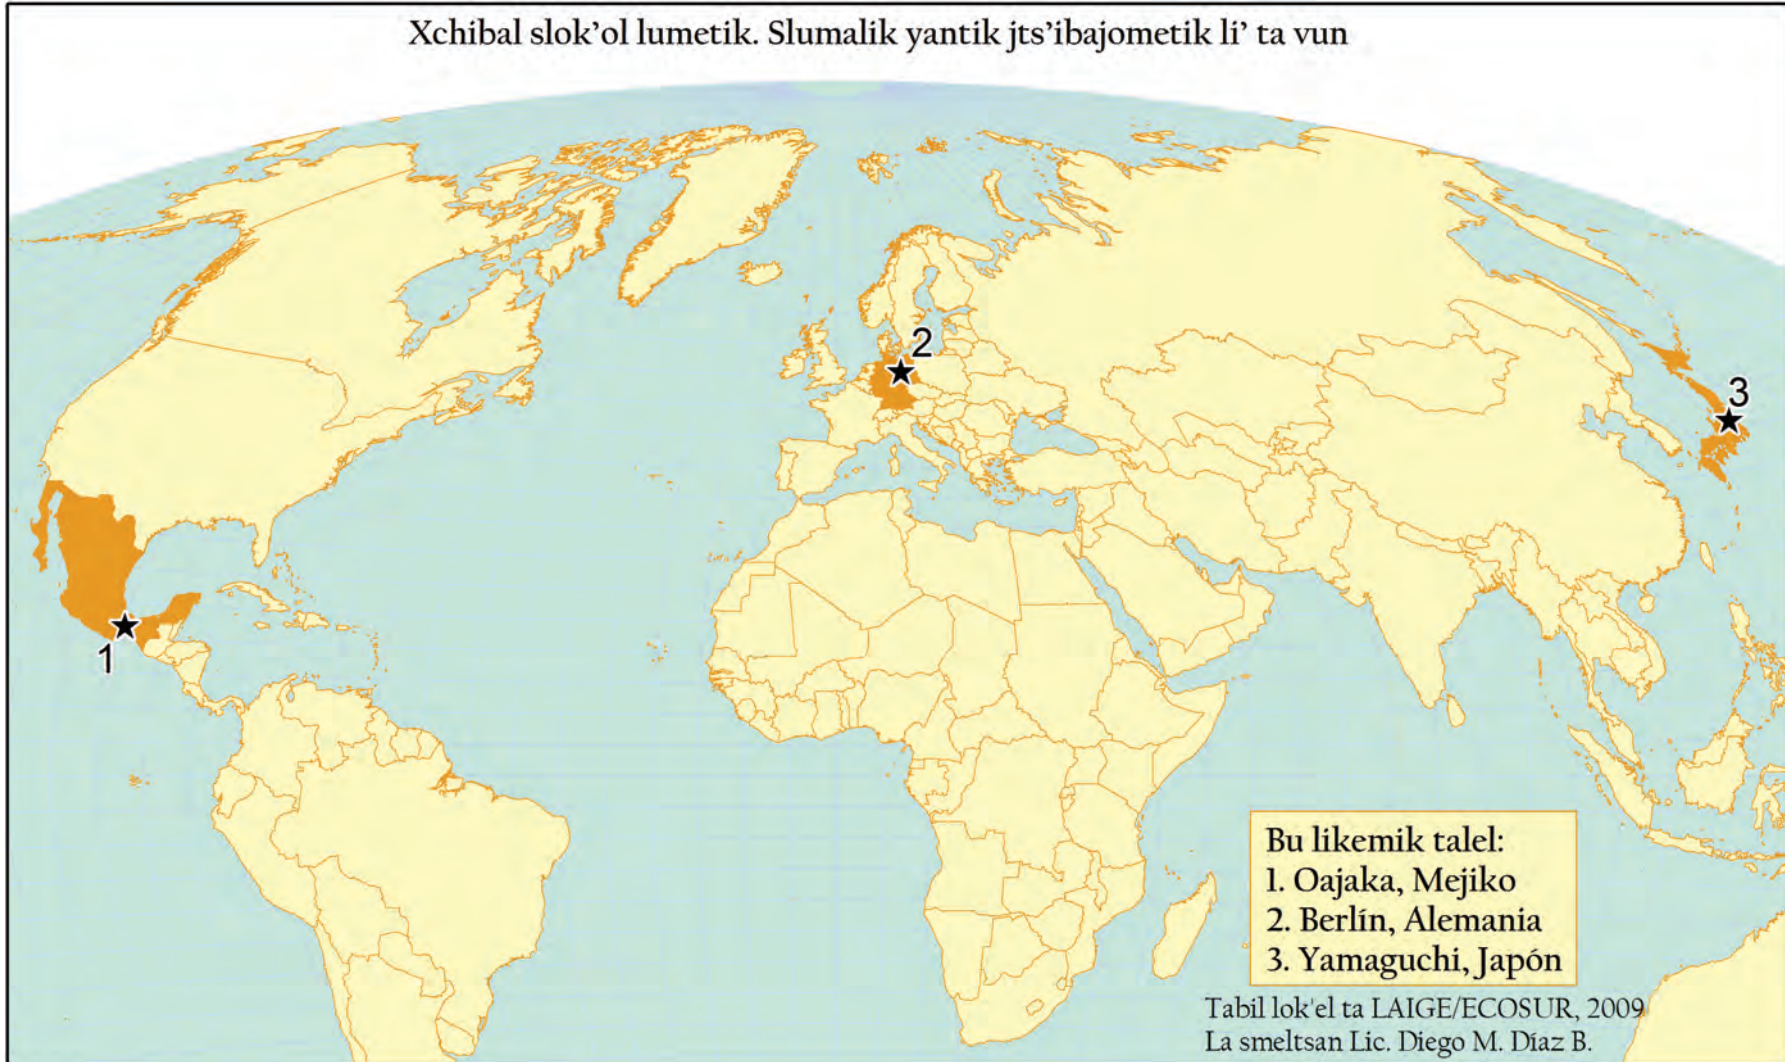 Xchibal slok’ol lumetik. Slumalik yantik jts’ibajometik li’ ta vun
2
3
1
Bu likemik talel:
1. Oajaka, Mejiko
2. Berlín, Alemania
3. Yamaguchi, Japón
Tabil lok'el ta LAIGE/ECOSUR, 2009
La smeltsan Lic. Diego M. Díaz B.